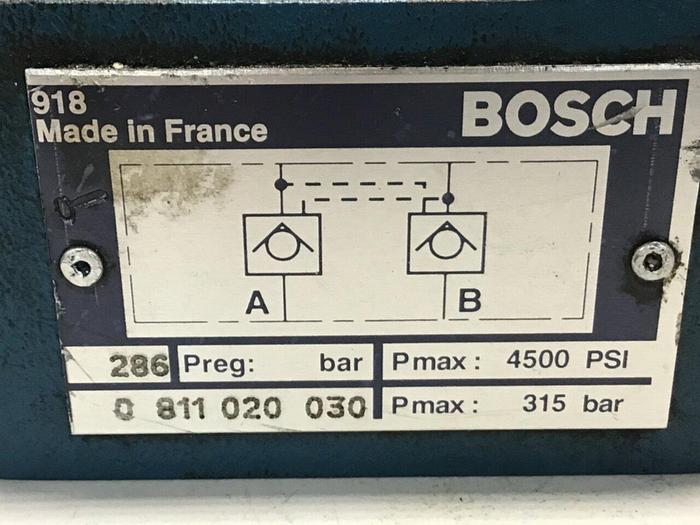 918
BOSCH
Made in France
A
B
286 Preg: bar Pmax: 4500 PSI
0 811 020 030 Pmax: 315 bar